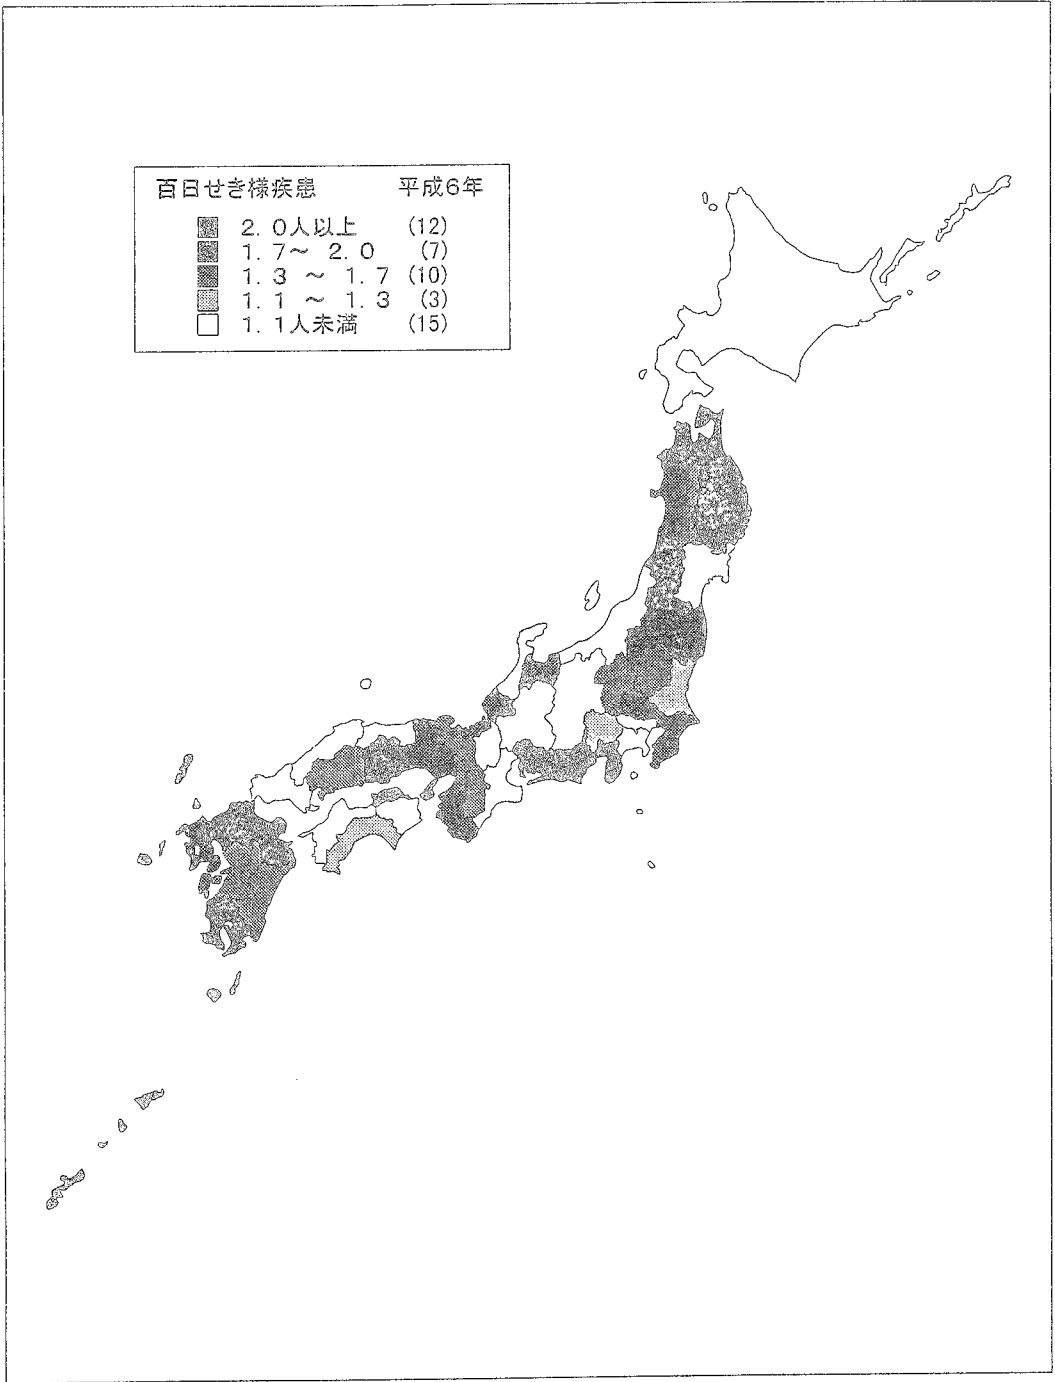 百日せき様疾患 平成6年
2.0人以上 (12)
1.7～ 2.0 (7)
1.3 ～ 1.7 (10)
1.1 ～ 1.3 (3)
1.1人未満 (15)